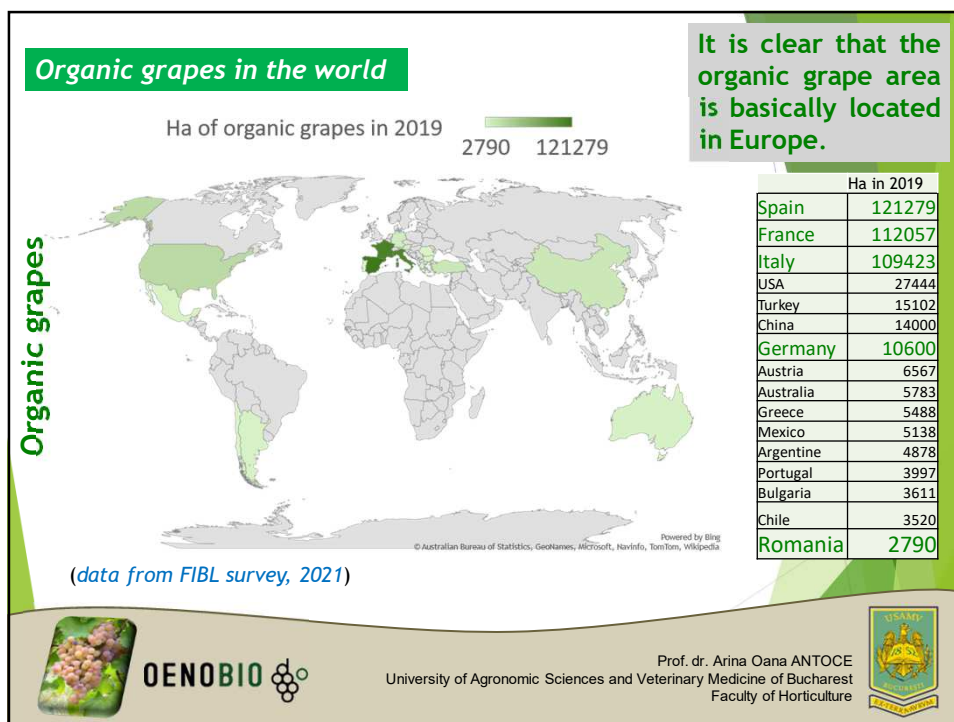 Organic grapes in the world
It is clear that the
organic grape area
is basically located
in Europe.
Ha of organic grapes in 2019
2790 121279
Organic grapes
Ha in 2019
Spain 121279
France 112057
Italy 109423
USA 27444
Turkey 15102
China 14000
Germany 10600
Austria 6567
Australia 5783
Greece 5488
Mexico 5138
Argentine 4878
Portugal 3997
Bulgaria 3611
Chile 3520
Romania 2790
Powered by Bing
© Australian Bureau of Statistics, GeoNames, Microsoft, Navinfo, TomTom, Wikipedia
(data from FIBL survey, 2021)
OENOBIO
Prof. dr. Arina Oana ANTOCE
University of Agronomic Sciences and Veterinary Medicine of Bucharest
Faculty of Horticulture
USAMV
BUCUREȘTI